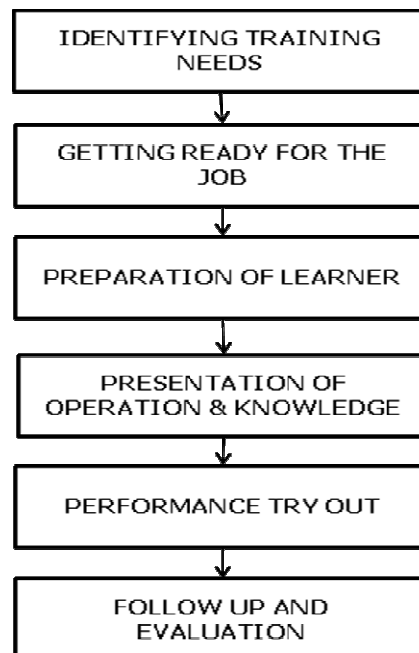 IDENTIFYING TRAINING
NEEDS
GETTING READY FOR THE
JOB
PREPARATION OF LEARNER
PRESENTATION OF
OPERATION & KNOWLEDGE
PERFORMANCE TRY OUT
FOLLOW UP AND
EVALUATION